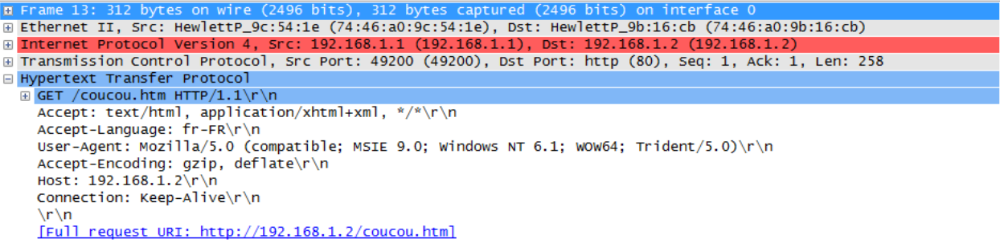 Frame 13: 312 bytes on wire (2496 bits), 312 bytes captured (2496 bits) on interface 0
Ethernet II, Src: HewlettP_9c:54:1e (74:46:a0:9c:54:1e), Dst: HewlettP_9b:16:cb (74:46:a0:9b:16:cb)
Internet Protocol Version 4, Src: 192.168.1.1 (192.168.1.1), Dst: 192.168.1.2 (192.168.1.2)
Transmission Control Protocol, Src Port: 49200 (49200), Dst Port: http (80), Seq: 1, Ack: 1, Len: 258
Hypertext Transfer Protocol
GET /coucou.htm HTTP/1.1\r\n
Accept: text/html, application/xhtml+xml, */*\r\n
Accept-Language: fr-FR\r\n
User-Agent: Mozilla/5.0 (compatible; MSIE 9.0; Windows NT 6.1; WOW64; Trident/5.0)\r\n
Accept-Encoding: gzip, deflate\r\n
Host: 192.168.1.2\r\n
Connection: Keep-Alive\r\n
\r\n
[Full request URI: http://192.168.1.2/coucou.htm]